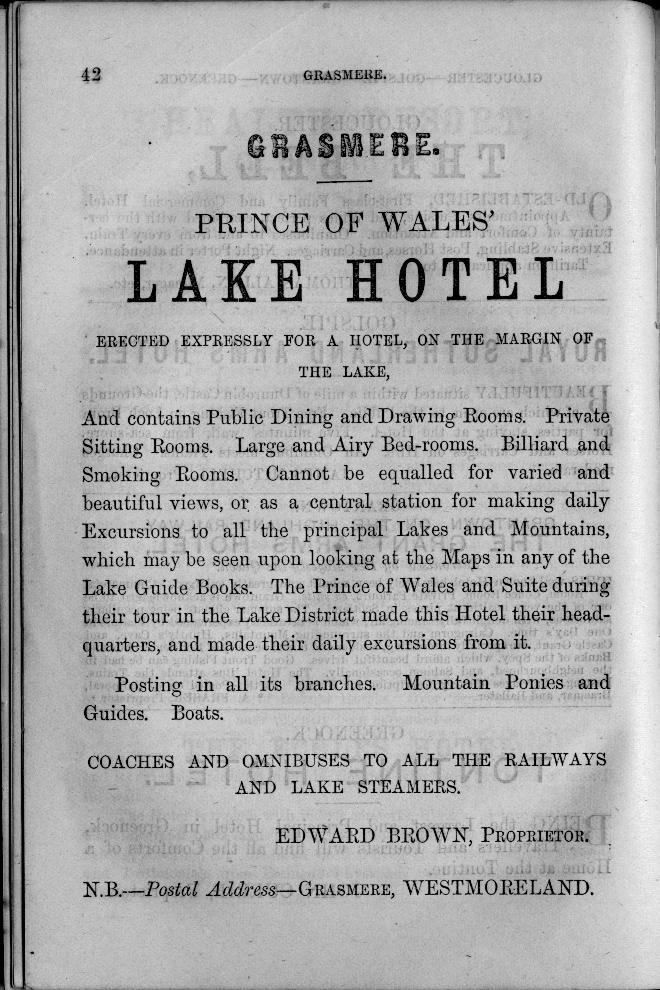 42 GRASMERE.
GRASMERE.
PRINCE OF WALES'
LAKE HOTEL
ERECTED EXPRESSLY FOR A HOTEL, ON THE MARGIN OF
THE LAKE,
And contains Public Dining and Drawing Rooms. Private
Sitting Rooms. Large and Airy Bed-rooms. Billiard and
Smoking Rooms. Cannot be equalled for varied and
beautiful views, or as a central station for making daily
Excursions to all the principal Lakes and Mountains,
which may be seen upon looking at the Maps in any of the
Lake Guide Books. The Prince of Wales and Suite during
their tour in the Lake District made this Hotel their head-
quarters, and made their daily excursions from it.
Posting in all its branches. Mountain Ponies and
Guides. Boats.
COACHES AND OMNIBUSES TO ALL THE RAILWAYS
AND LAKE STEAMERS.
EDWARD BROWN, PROPRIETOR.
N.B.—Postal Address—GRASMERE, WESTMORELAND.